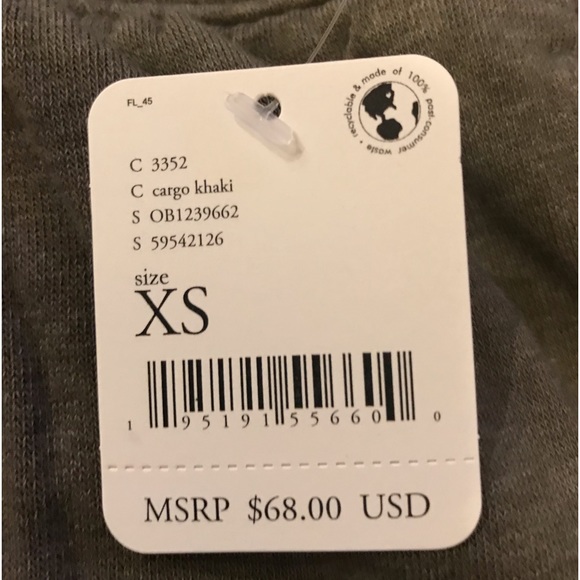 FL_45
recyclable & made of 100% post-consumer waste •
C 3352
C cargo khaki
S OB1239662
S 59542126
size
XS
1 95191 55660 0
MSRP $68.00 USD